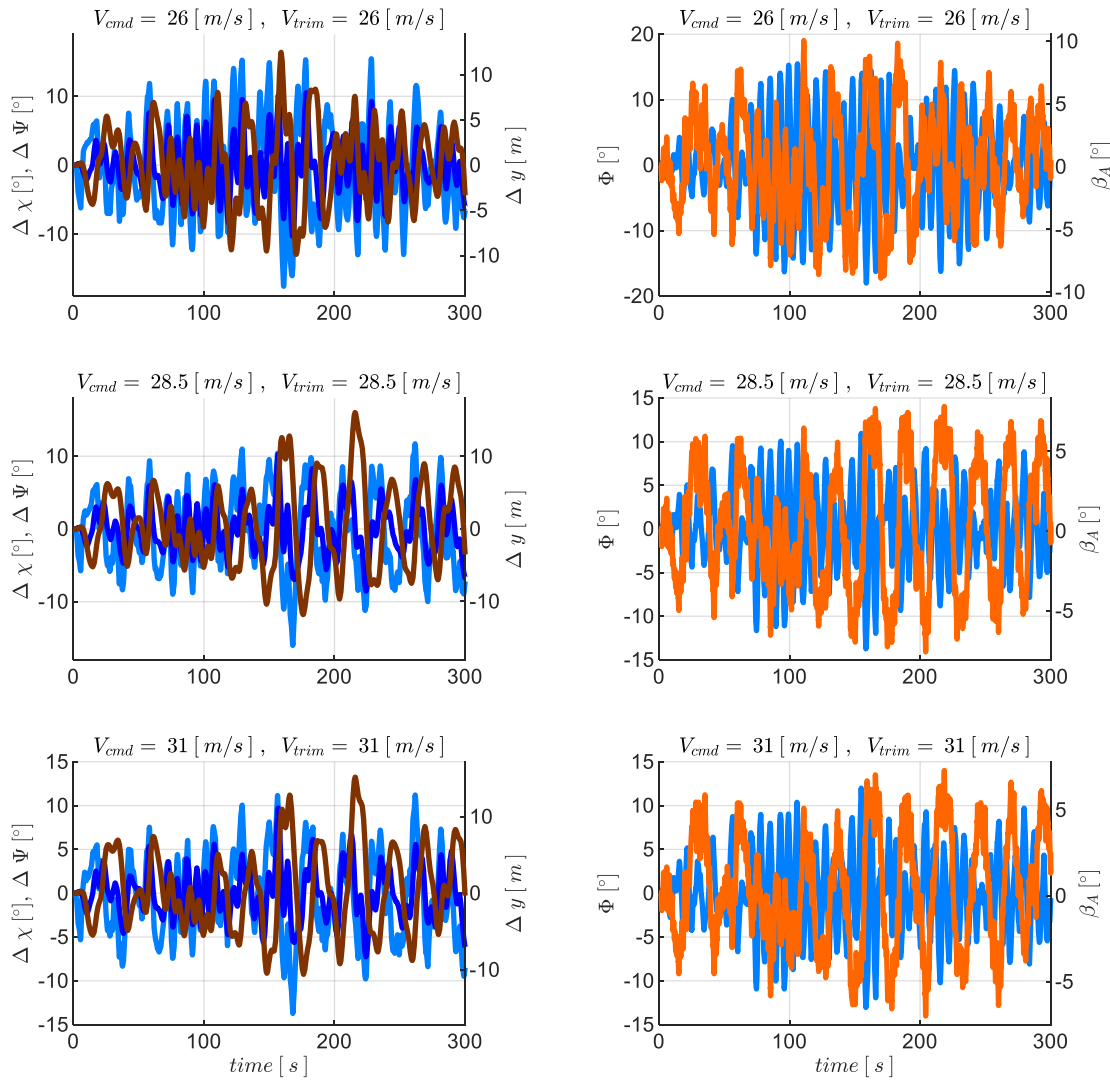 V_cmd = 26 [ m/s ] ,   V_trim = 26 [ m/s ]
10
0
-10
Δ χ [°], Δ Ψ [°]
10
5
0
-5
-10
Δ y [ m ]
0 100 200 300
V_cmd = 26 [ m/s ] ,   V_trim = 26 [ m/s ]
20
10
0
-10
-20
Φ [°]
10
5
0
-5
-10
β_A [°]
0 100 200 300
V_cmd = 28.5 [ m/s ] ,   V_trim = 28.5 [ m/s ]
10
0
-10
Δ χ [°], Δ Ψ [°]
10
0
-10
Δ y [ m ]
0 100 200 300
V_cmd = 28.5 [ m/s ] ,   V_trim = 28.5 [ m/s ]
15
10
5
0
-5
-10
-15
Φ [°]
5
0
-5
β_A [°]
0 100 200 300
V_cmd = 31 [ m/s ] ,   V_trim = 31 [ m/s ]
15
10
5
0
-5
-10
-15
Δ χ [°], Δ Ψ [°]
10
0
-10
Δ y [ m ]
0 100 200 300
time [ s ]
V_cmd = 31 [ m/s ] ,   V_trim = 31 [ m/s ]
15
10
5
0
-5
-10
-15
Φ [°]
5
0
-5
β_A [°]
0 100 200 300
time [ s ]